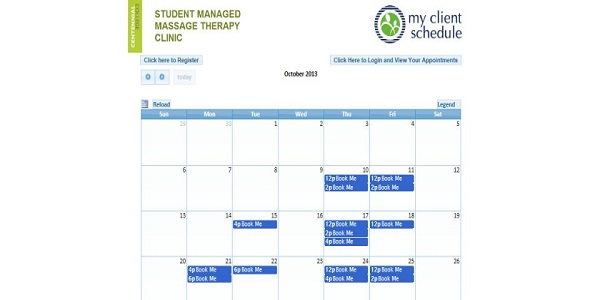 CENTENNIAL
STUDENT MANAGED
MASSAGE THERAPY
CLINIC
my client
schedule
Click here to Register
Click Here to Login and View Your Appointments
today
October 2013
Reload
Legend
Sun Mon Tue Wed Thu Fri Sat
29 30 1 2 3 4 5
6 7 8 9 10 11 12
12p Book Me 12p Book Me
2p Book Me 2p Book Me
13 14 15 16 17 18 19
4p Book Me 12p Book Me 12p Book Me
2p Book Me 2p Book Me
4p Book Me
20 21 22 23 24 25 26
4p Book Me 6p Book Me 12p Book Me 4p Book Me
6p Book Me 4p Book Me 2p Book Me